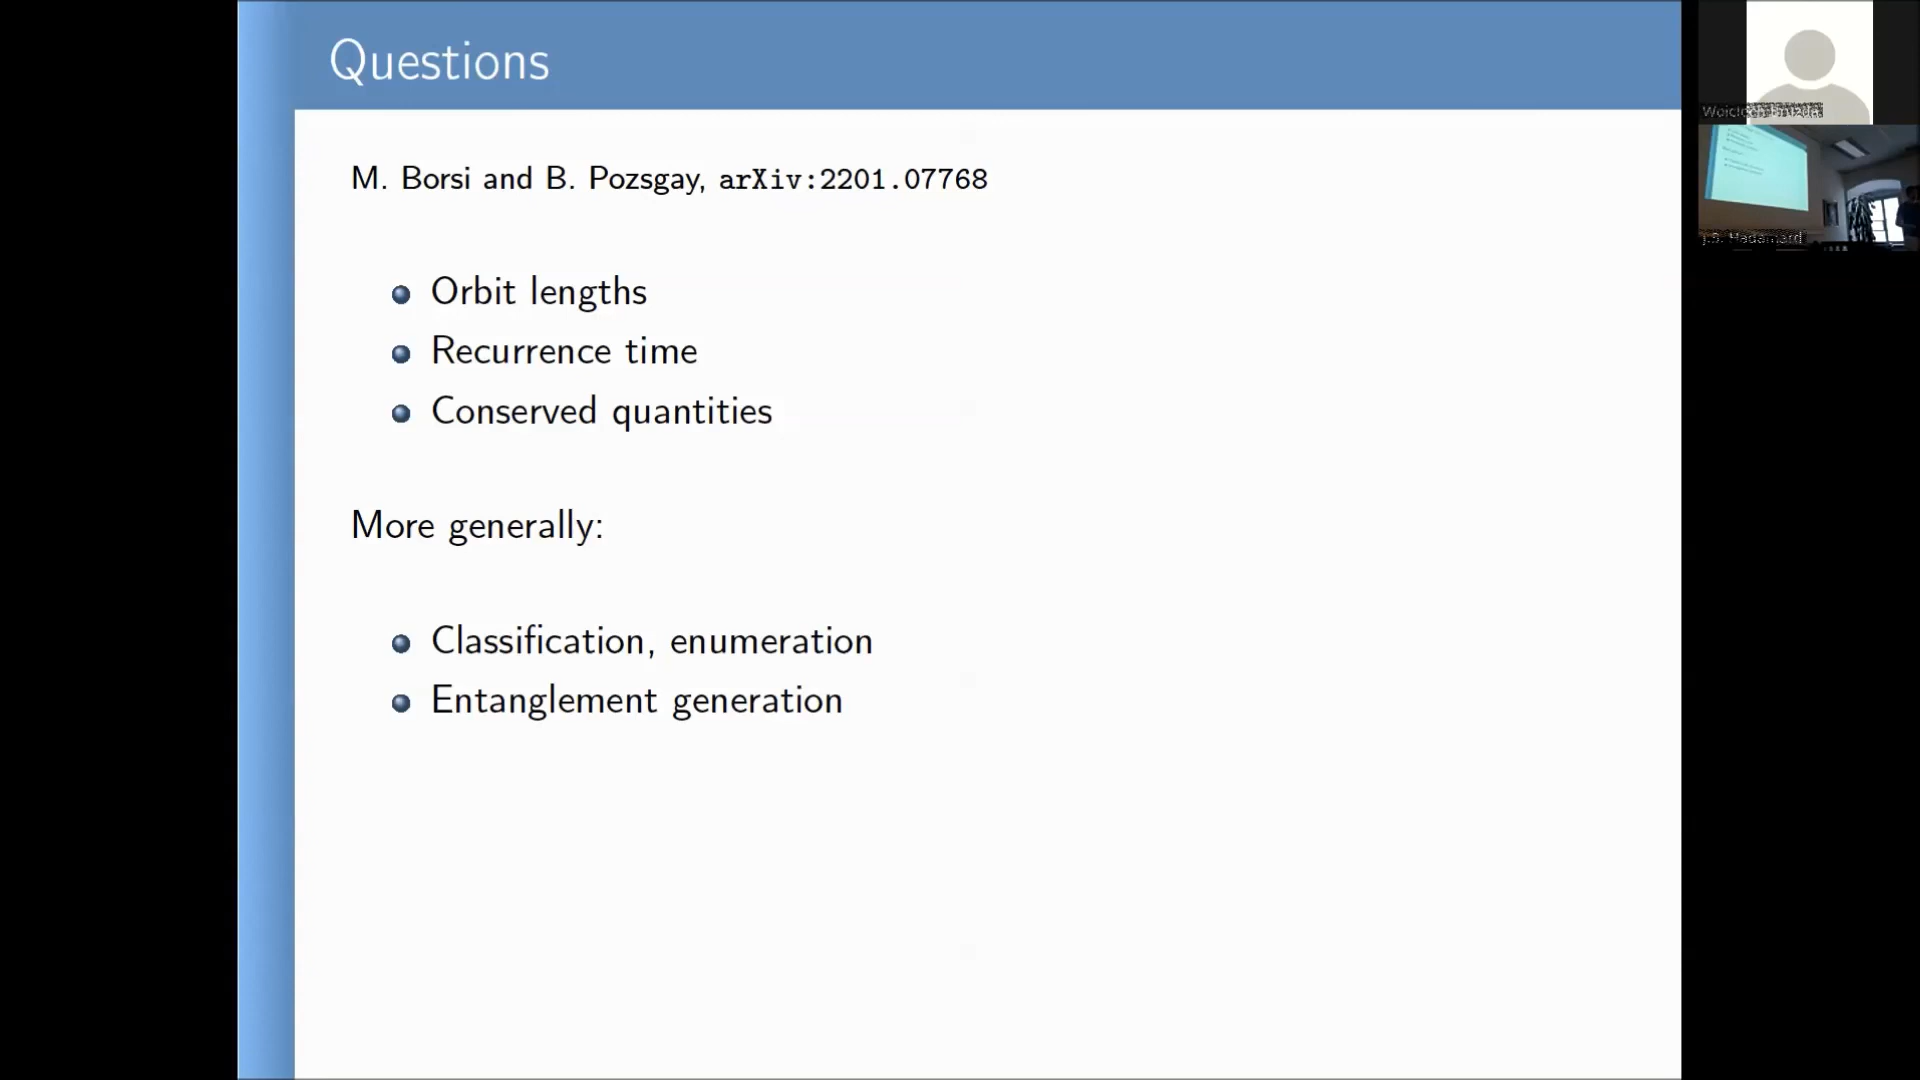 Questions
M. Borsi and B. Pozsgay, arXiv:2201.07768
Orbit lengths
Recurrence time
Conserved quantities
More generally:
Classification, enumeration
Entanglement generation